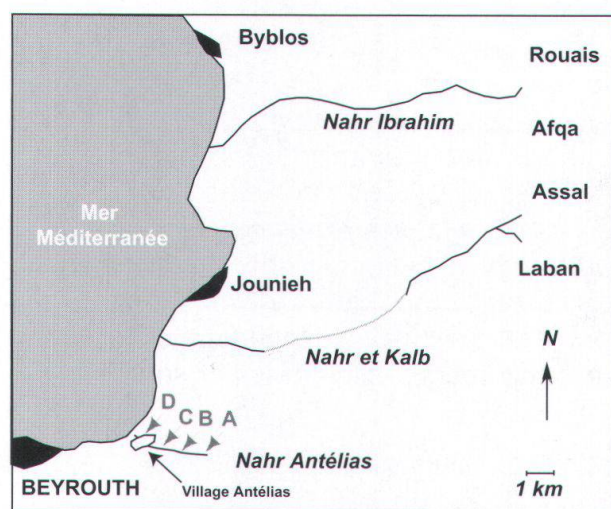 Byblos
Rouais
Nahr Ibrahim
Afqa
Assal
Mer
Méditerranée
Laban
Jounieh
Nahr et Kalb
N
D
C B A
Nahr Antélias
BEYROUTH
Village Antélias
1 km